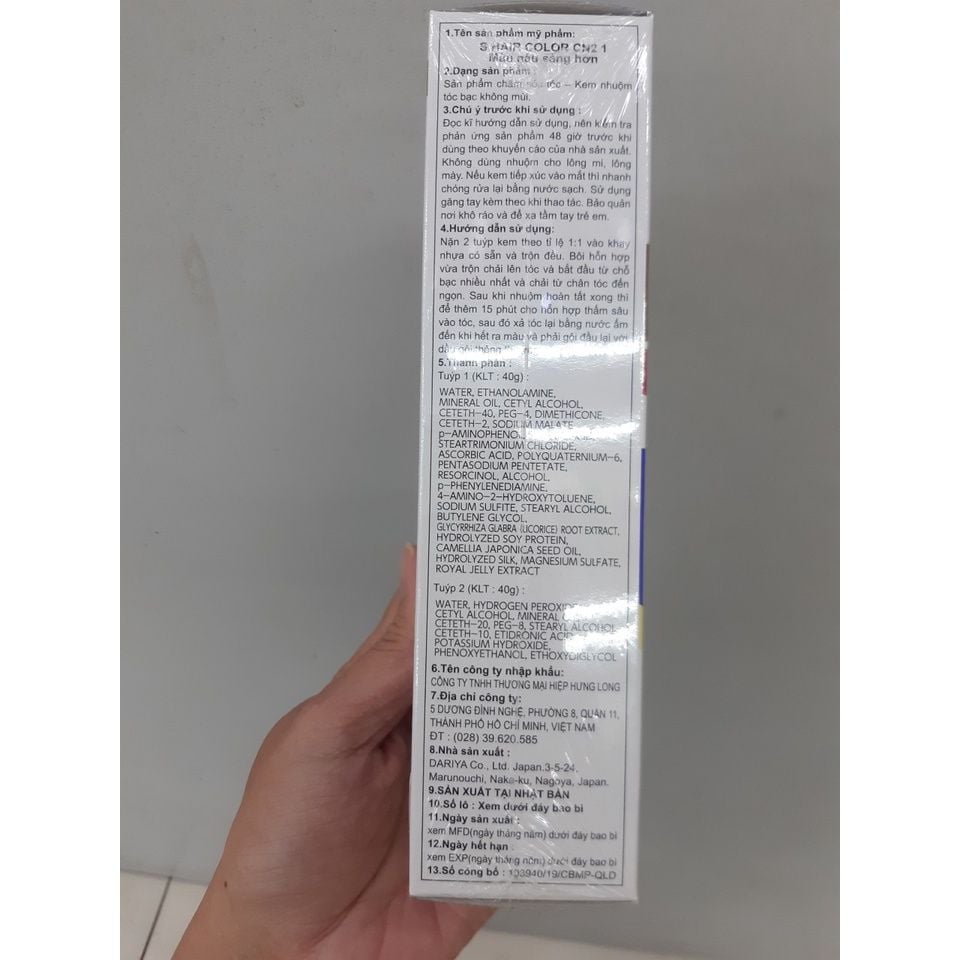 1.Tên sản phẩm mỹ phẩm:
S HAIR COLOR CN2 1
Màu nâu sáng hơn
2.Dạng sản phẩm :
Sản phẩm chăm sóc tóc – Kem nhuộm
tóc bạc không mùi.
3.Chú ý trước khi sử dụng :
Đọc kĩ hướng dẫn sử dụng, nên kiểm tra
phản ứng sản phẩm 48 giờ trước khi
dùng theo khuyến cáo của nhà sản xuất.
Không dùng nhuộm cho lông mi, lông
mày. Nếu kem tiếp xúc vào mắt thì nhanh
chóng rửa lại bằng nước sạch. Sử dụng
găng tay kèm theo khi thao tác. Bảo quản
nơi khô ráo và để xa tầm tay trẻ em.
4.Hướng dẫn sử dụng:
Nặn 2 tuýp kem theo tỉ lệ 1:1 vào khay
nhựa có sẵn và trộn đều. Bôi hỗn hợp
vừa trộn chải lên tóc và bắt đầu từ chỗ
bạc nhiều nhất và chải từ chân tóc đến
ngọn. Sau khi nhuộm hoàn tất xong thì
để thêm 15 phút cho hỗn hợp thấm sâu
vào tóc, sau đó xả tóc lại bằng nước ấm
đến khi hết ra màu và phải gội đầu lại với
dầu gội thông
5.Thành phần :
Tuýp 1 (KLT : 40g) :
WATER, ETHANOLAMINE,
MINERAL OIL, CETYL ALCOHOL,
CETETH-40, PEG-4, DIMETHICONE,
CETETH-2, SODIUM MALATE
p-AMINOPHENOL
STEARTRIMONIUM CHLORIDE,
ASCORBIC ACID, POLYQUATERNIUM-6,
PENTASODIUM PENTETATE,
RESORCINOL, ALCOHOL,
p-PHENYLENEDIAMINE,
4-AMINO-2-HYDROXYTOLUENE,
SODIUM SULFITE, STEARYL ALCOHOL,
BUTYLENE GLYCOL,
GLYCYRRHIZA GLABRA (LICORICE) ROOT EXTRACT,
HYDROLYZED SOY PROTEIN,
CAMELLIA JAPONICA SEED OIL,
HYDROLYZED SILK, MAGNESIUM SULFATE,
ROYAL JELLY EXTRACT
Tuýp 2 (KLT : 40g) :
WATER, HYDROGEN PEROXIDE
CETYL ALCOHOL, MINERAL
CETETH-20, PEG-8, STEARYL ALCOHOL
CETETH-10, ETIDRONIC ACID
POTASSIUM HYDROXIDE,
PHENOXYETHANOL, ETHOXYDIGLYCOL
6.Tên công ty nhập khẩu:
CÔNG TY TNHH THƯƠNG MẠI HIỆP HƯNG LONG
7.Địa chỉ công ty:
5 DƯƠNG ĐÌNH NGHỆ, PHƯỜNG 8, QUẬN 11,
THÀNH PHỐ HỒ CHÍ MINH, VIỆT NAM
ĐT : (028) 39.620.585
8.Nhà sản xuất :
DARIYA Co., Ltd. Japan.3-5-24,
Marunouchi, Naka-ku, Nagoya, Japan.
9.SẢN XUẤT TẠI NHẬT BẢN
10.Số lô : Xem dưới đáy bao bì
11.Ngày sản xuất :
xem MFD(ngày tháng năm) dưới đáy bao bì
12.Ngày hết hạn :
xem EXP(ngày tháng năm) dưới đáy bao bì
13.Số công bố : 103940/19/CBMP-QLD